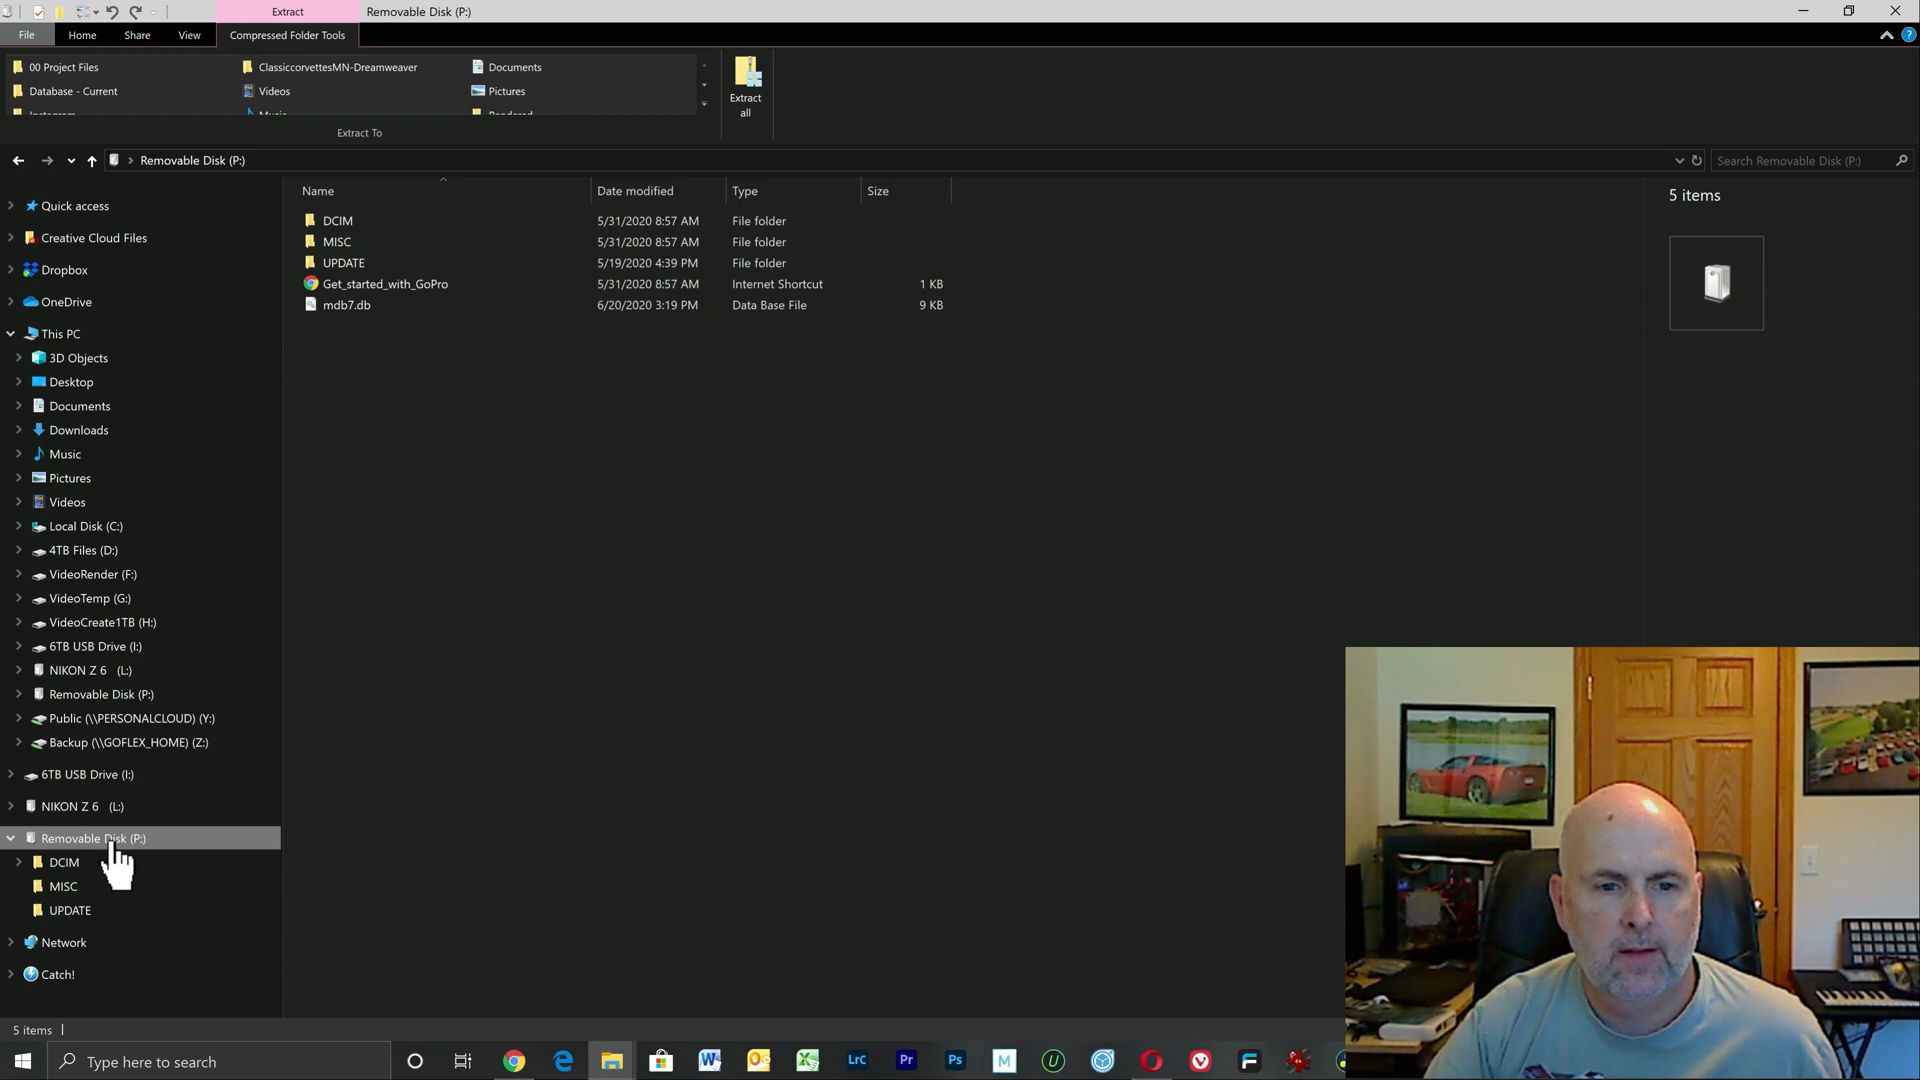 Extract
Removable Disk (P:)
File
Home
Share
View
Compressed Folder Tools
00 Project Files
ClassiccorvettesMN-Dreamweaver
Documents
Database - Current
Videos
Pictures
Extract all
Extract To
Removable Disk (P:)
Search Removable Disk (P:)
Name
Date modified
Type
Size
DCIM 5/31/2020 8:57 AM File folder
MISC 5/31/2020 8:57 AM File folder
UPDATE 5/19/2020 4:39 PM File folder
Get_started_with_GoPro 5/31/2020 8:57 AM Internet Shortcut 1 KB
mdb7.db 6/20/2020 3:19 PM Data Base File 9 KB
5 items
Quick access
Creative Cloud Files
Dropbox
OneDrive
This PC
3D Objects
Desktop
Documents
Downloads
Music
Pictures
Videos
Local Disk (C:)
4TB Files (D:)
VideoRender (F:)
VideoTemp (G:)
VideoCreate1TB (H:)
6TB USB Drive (I:)
NIKON Z 6 (L:)
Removable Disk (P:)
Public (\\PERSONALCLOUD) (Y:)
Backup (\\GOFLEX_HOME) (Z:)
6TB USB Drive (I:)
NIKON Z 6 (L:)
Removable Disk (P:)
DCIM
MISC
UPDATE
Network
Catch!
5 items
Type here to search
LrC
Pr
Ps